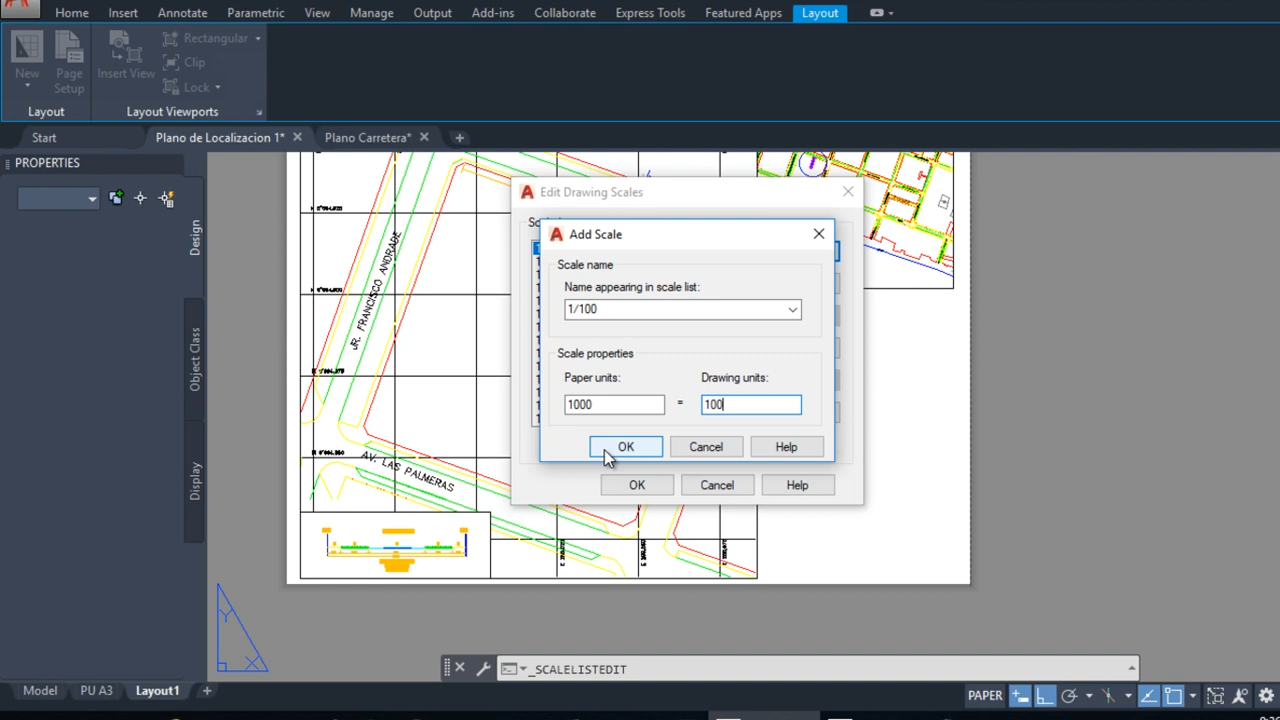 Home Insert Annotate Parametric View Manage Output Add-ins Collaborate Express Tools Featured Apps Layout
New Page Setup Insert View Rectangular
Clip
Lock
Layout Layout Viewports
Start Plano de Localizacion 1* Plano Carretera*
PROPERTIES
Design
Object Class
Display
JR. FRANCISCO ANDRADE
AV. LAS PALMERAS
Edit Drawing Scales
Add Scale
Scale name
Name appearing in scale list:
1/100
Scale properties
Paper units: Drawing units:
1000 = 100
OK Cancel Help
OK Cancel Help
Y
X
_SCALELISTEDIT
Model PU A3 Layout1 +
PAPER